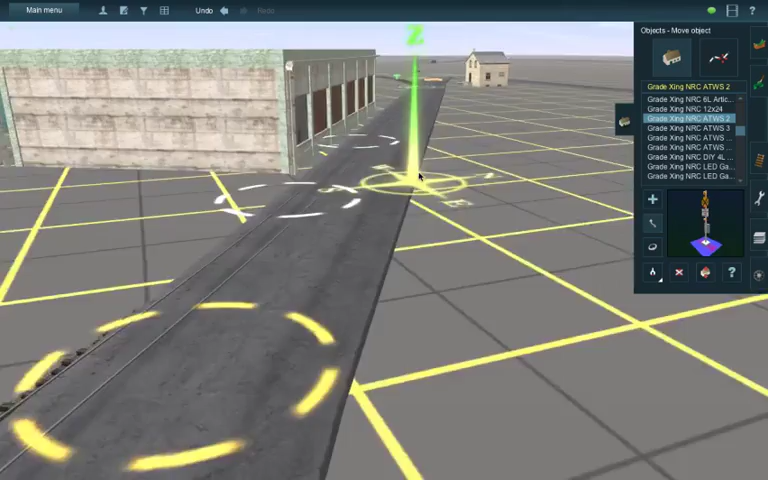 Main menu
Undo
Redo
?
Z
Objects - Move object
Grade Xing NRC ATWS 2
Grade Xing NRC 6L Artic...
Grade Xing NRC 12x24
Grade Xing NRC ATWS 2
Grade Xing NRC ATWS 3
Grade Xing NRC ATWS ...
Grade Xing NRC ATWS ...
Grade Xing NRC DIY 4L ...
Grade Xing NRC LED Ga...
Grade Xing NRC LED Ga...
?